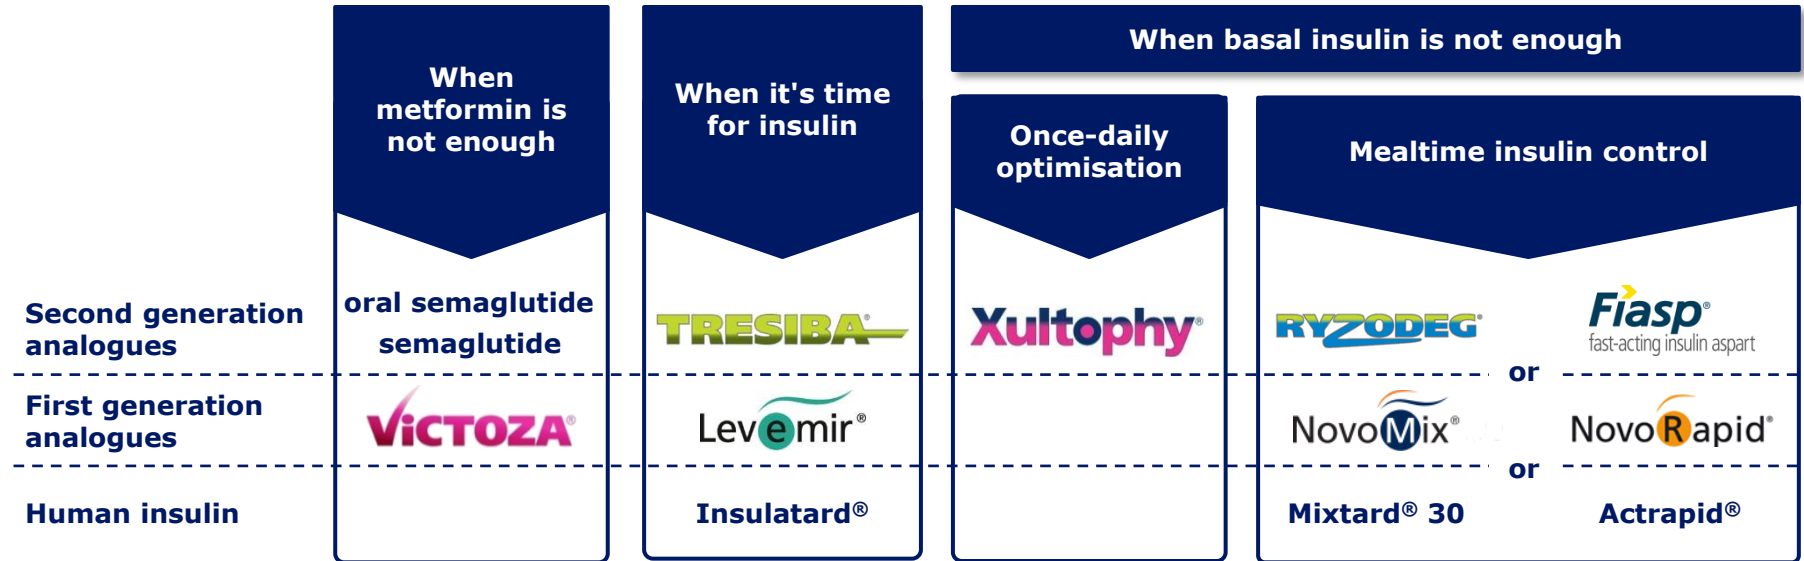 When basal insulin is not enough
When
metformin is
not enough
When it's time
for insulin
Once-daily
optimisation
Mealtime insulin control
Second generation
analogues
oral semaglutide
semaglutide
TRESIBA®
Xultophy®
RYZODEG®
Fiasp®
fast-acting insulin aspart
or
First generation
analogues
VICTOZA®
Levemir®
NovoMix®
NovoRapid®
or
Human insulin
Insulatard®
Mixtard® 30
Actrapid®